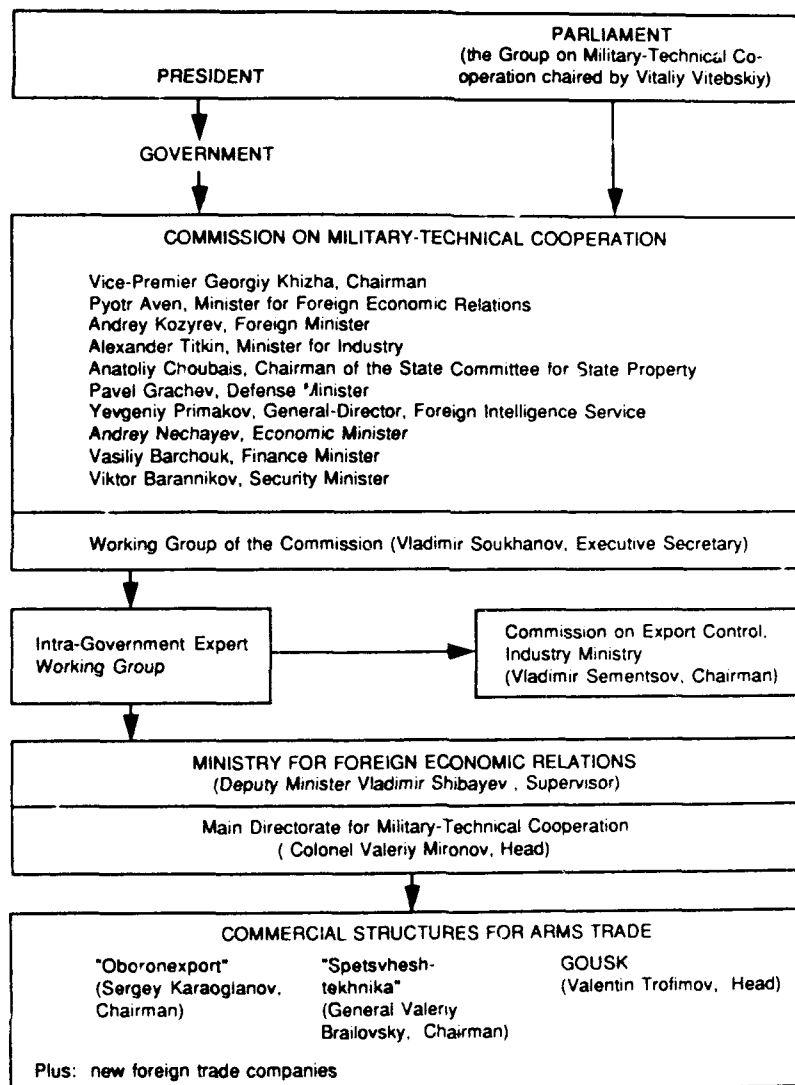 PARLIAMENT
(the Group on Military-Technical Co-
operation chaired by Vitaliy Vitebskiy)
PRESIDENT
GOVERNMENT
COMMISSION ON MILITARY-TECHNICAL COOPERATION
Vice-Premier Georgiy Khizha, Chairman
Pyotr Aven, Minister for Foreign Economic Relations
Andrey Kozyrev, Foreign Minister
Alexander Titkin, Minister for Industry
Anatoliy Choubais, Chairman of the State Committee for State Property
Pavel Grachev, Defense Minister
Yevgeniy Primakov, General-Director, Foreign Intelligence Service
Andrey Nechayev, Economic Minister
Vasiliy Barchouk, Finance Minister
Viktor Barannikov, Security Minister
Working Group of the Commission (Vladimir Soukhanov, Executive Secretary)
Intra-Government Expert
Working Group
Commission on Export Control,
Industry Ministry
(Vladimir Sementsov, Chairman)
MINISTRY FOR FOREIGN ECONOMIC RELATIONS
(Deputy Minister Vladimir Shibayev , Supervisor)
Main Directorate for Military-Technical Cooperation
( Colonel Valeriy Mironov, Head)
COMMERCIAL STRUCTURES FOR ARMS TRADE
"Oboronexport"
(Sergey Karaoglanov,
Chairman)
"Spetsvhesh-
tekhnika"
(General Valeriy
Brailovsky, Chairman)
GOUSK
(Valentin Trofimov, Head)
Plus: new foreign trade companies